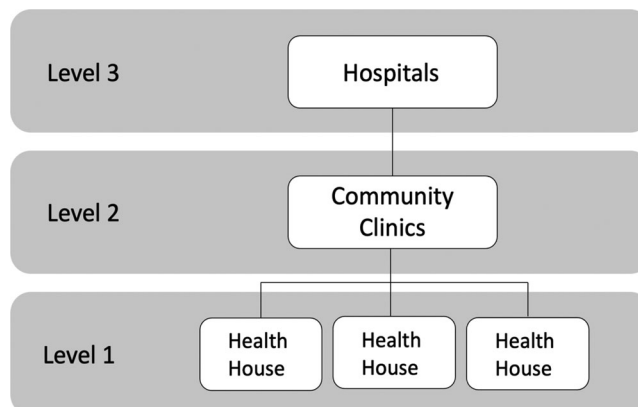 Level 3
Hospitals
Level 2
Community
Clinics
Level 1
Health
House
Health
House
Health
House